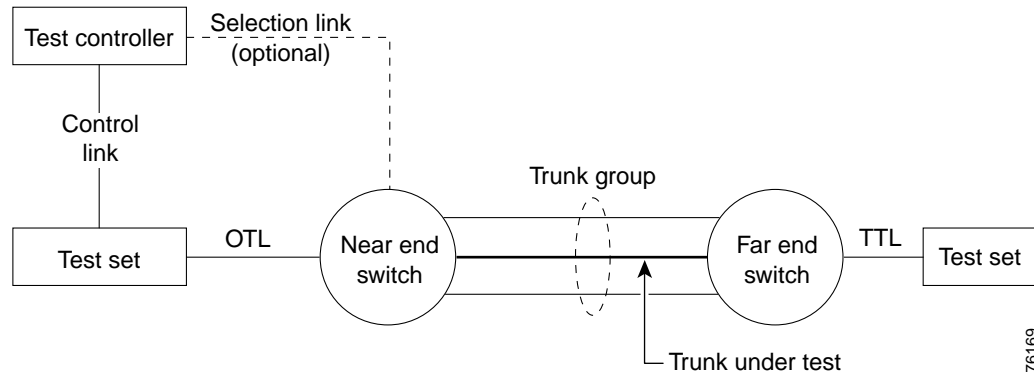 Test controller
Selection link
(optional)
Control
link
Trunk group
Test set
OTL
Near end
switch
Far end
switch
TTL
Test set
Trunk under test
76169